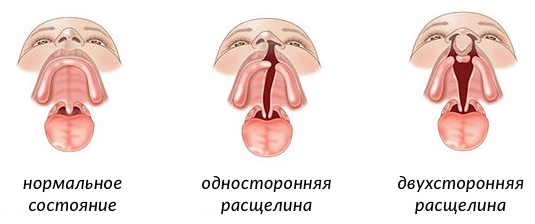 нормальное
состояние
односторонняя
расщелина
двухсторонняя
расщелина